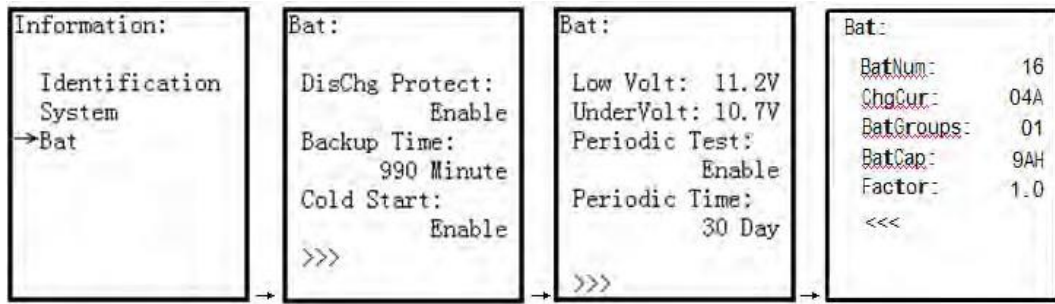 Information:
Identification
System
→Bat
Bat:
DisChg Protect:
Enable
Backup Time:
990 Minute
Cold Start:
Enable
>>>
Bat:
Low Volt: 11.2V
UnderVolt: 10.7V
Periodic Test:
Enable
Periodic Time:
30 Day
>>>
Bat:
BatNum: 16
ChgCur: 04A
BatGroups: 01
BatCap: 9AH
Factor: 1.0
<<<